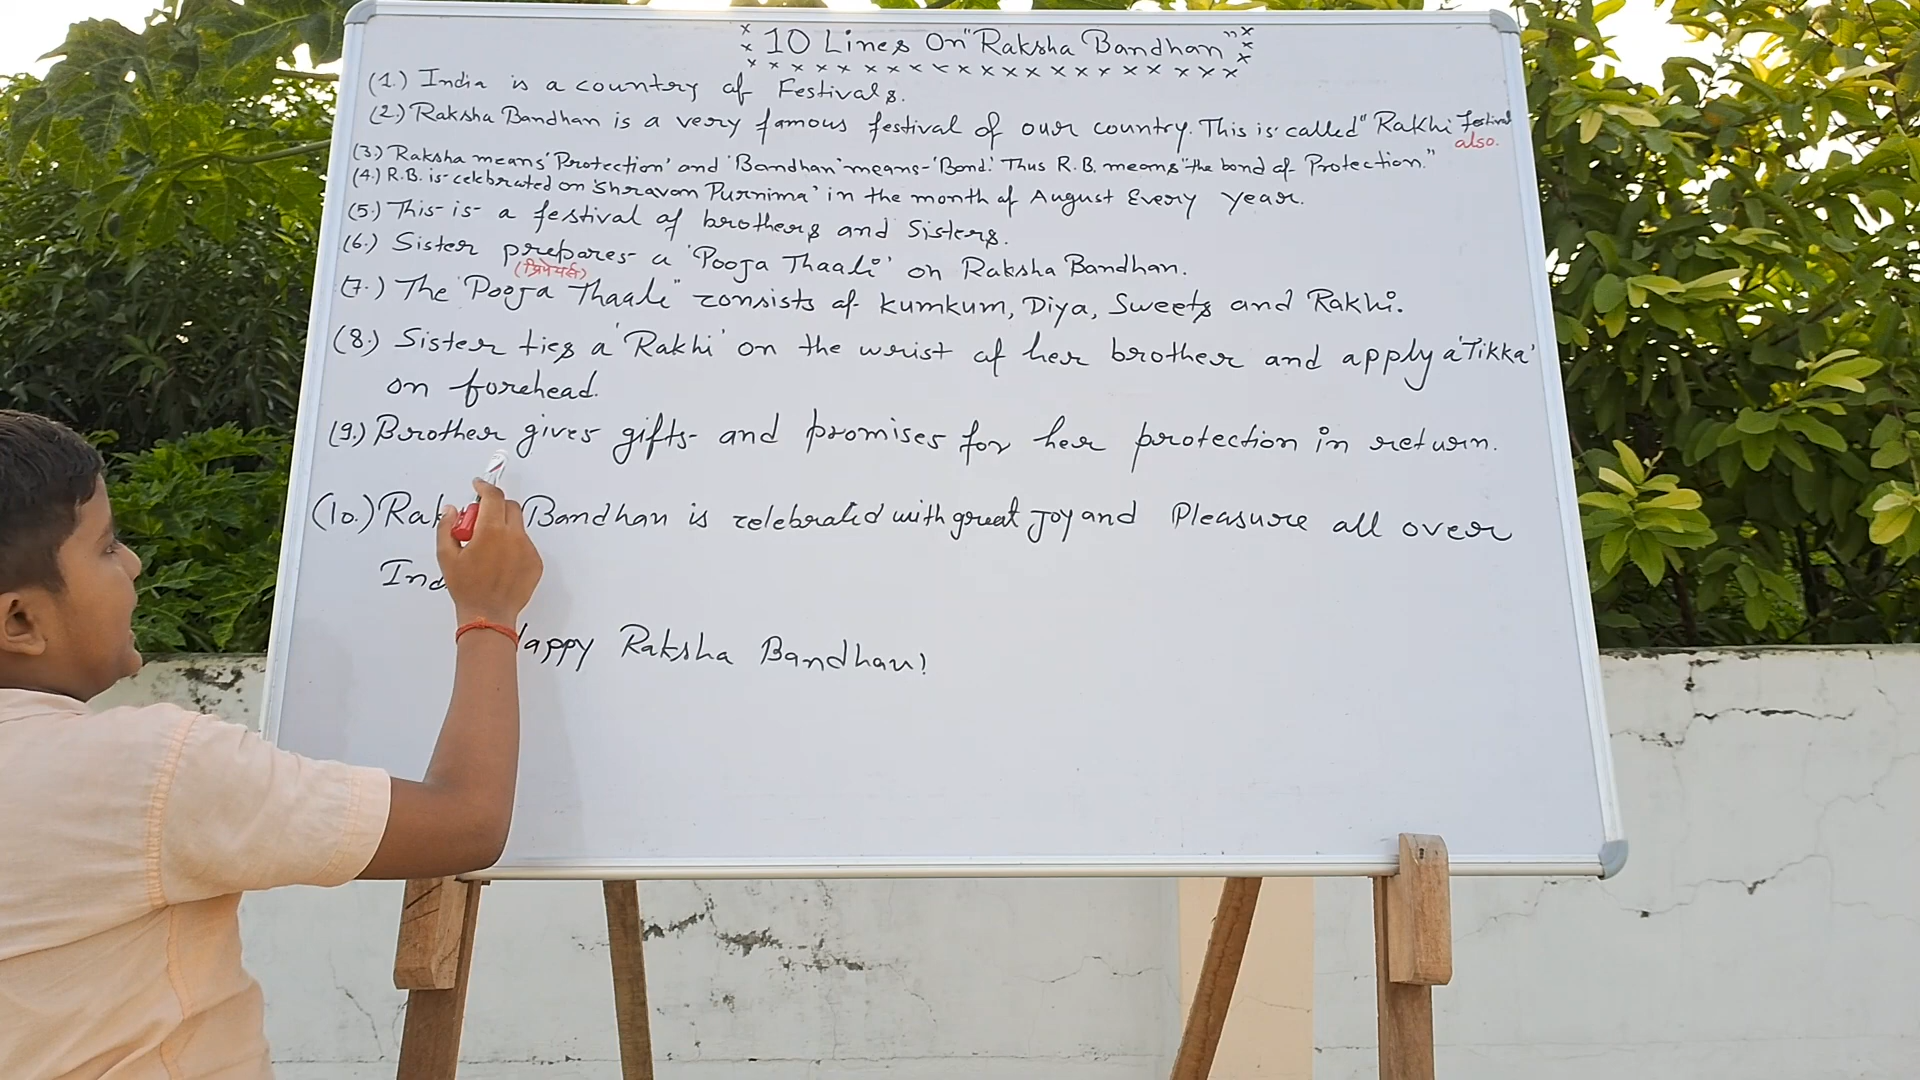 10 Lines On "Raksha Bandhan"
(1.) India is a country of Festivals.
(2.) Raksha Bandhan is a very famous festival of our country. This is called "Rakhi festival
also.
(3.) Raksha means 'Protection' and 'Bandhan' means-'Bond.' Thus R.B. means "the bond of Protection."
(4.) R.B. is celebrated on 'Shravan Purnima' in the month of August Every year.
(5.) This is a festival of brothers and Sisters.
(6.) Sister prepares a 'Pooja Thaali' on Raksha Bandhan.
(प्रिपेयर्स)
(7.) The "Pooja Thaali" consists of kumkum, Diya, Sweets and Rakhi.
(8.) Sister ties a 'Rakhi' on the wrist of her brother and apply a 'Tikka'
on forehead.
(9.) Brother gives gifts and promises for her protection in return.
(10.) Rak Bandhan is celebrated with great Joy and Pleasure all over
Ind
appy Raksha Bandhan!